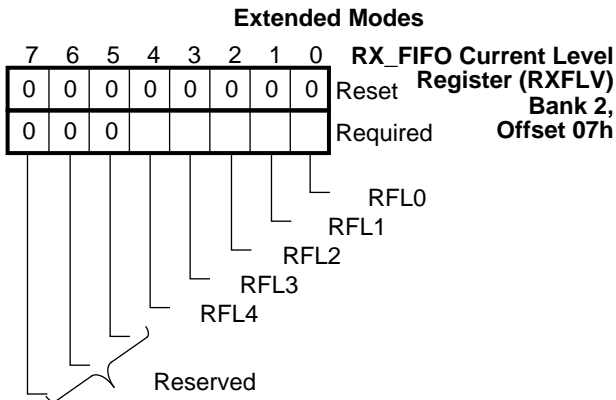 Extended Modes
7 6 5 4 3 2 1 0
RX_FIFO Current Level
Register (RXFLV)
Bank 2,
Offset 07h
0 0 0 0 0 0 0 0 Reset
0 0 0 Required
RFL0
RFL1
RFL2
RFL3
RFL4
Reserved